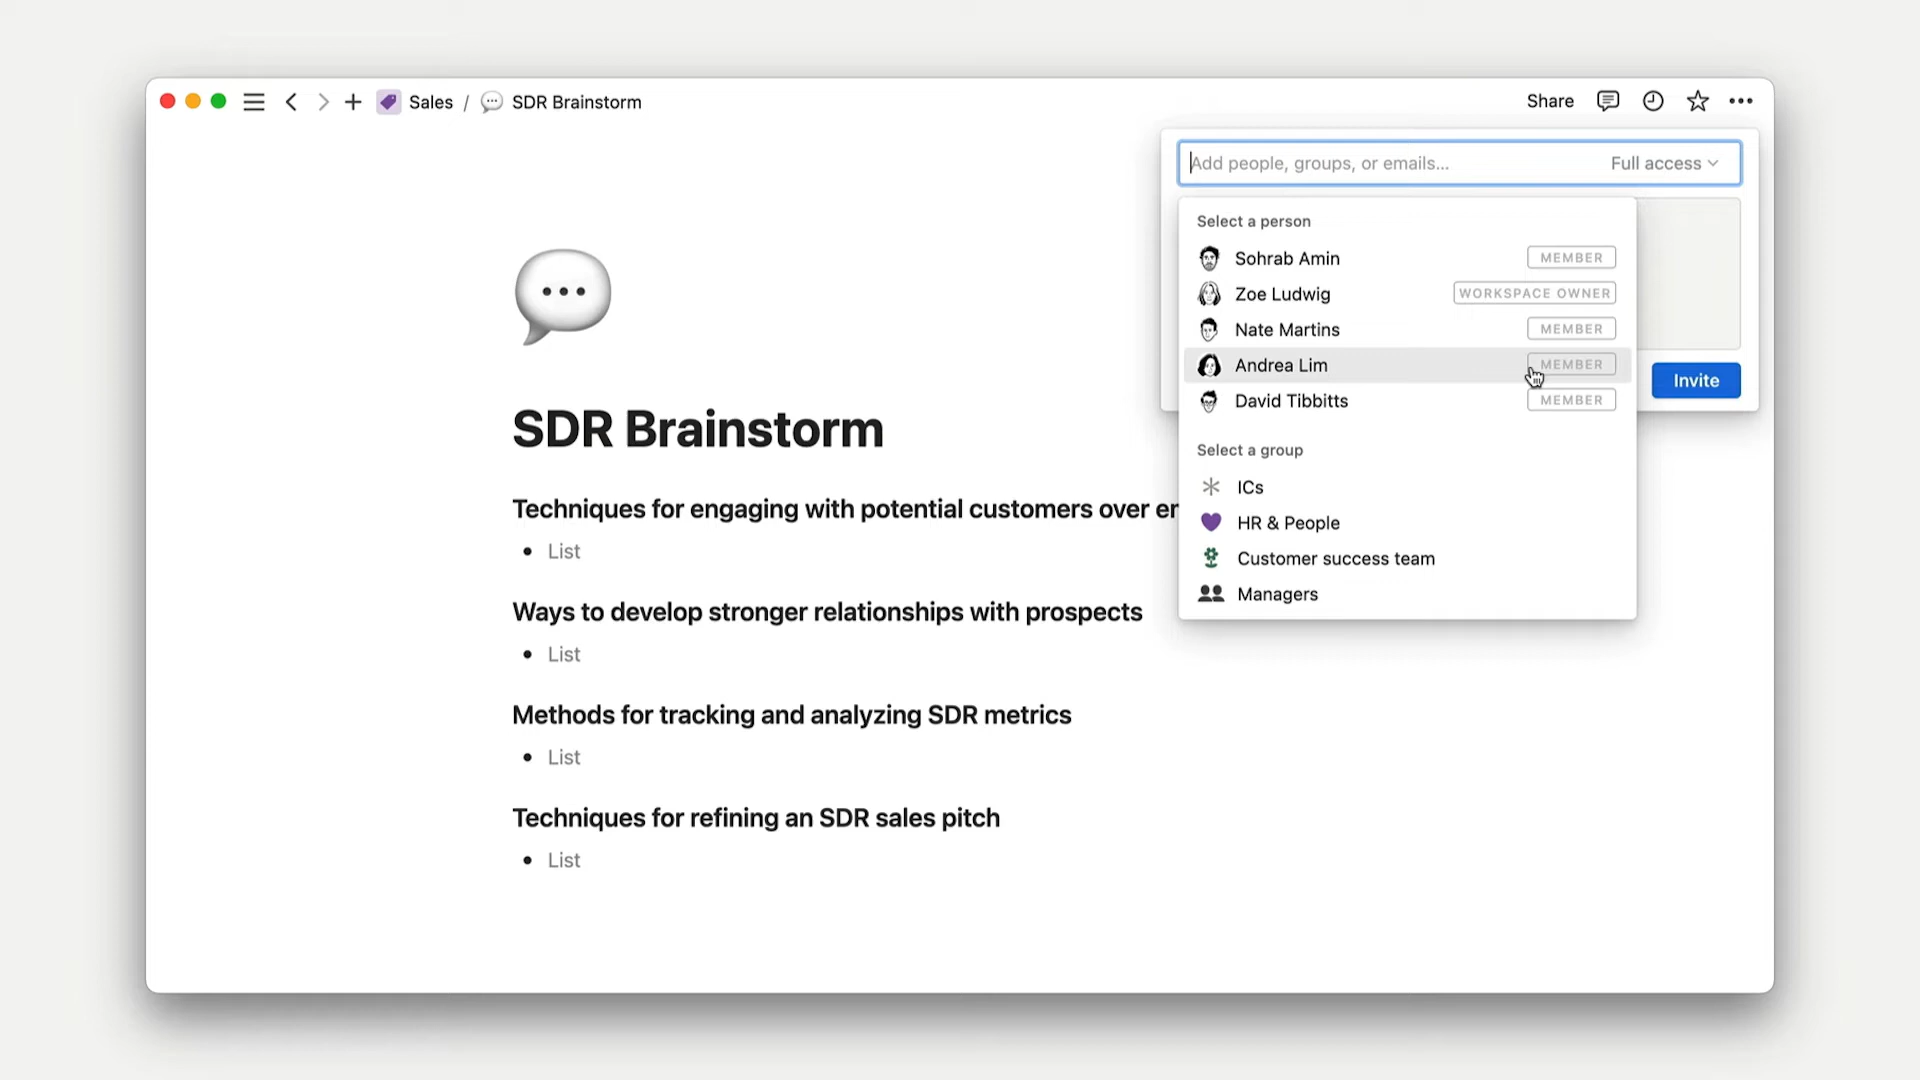 Sales / SDR Brainstorm
Share
Add people, groups, or emails...
Full access
Select a person
Sohrab Amin MEMBER
Zoe Ludwig WORKSPACE OWNER
Nate Martins MEMBER
Andrea Lim MEMBER
David Tibbitts MEMBER
Invite
Select a group
ICs
HR & People
Customer success team
Managers
SDR Brainstorm
Techniques for engaging with potential customers over
• List
Ways to develop stronger relationships with prospects
• List
Methods for tracking and analyzing SDR metrics
• List
Techniques for refining an SDR sales pitch
• List